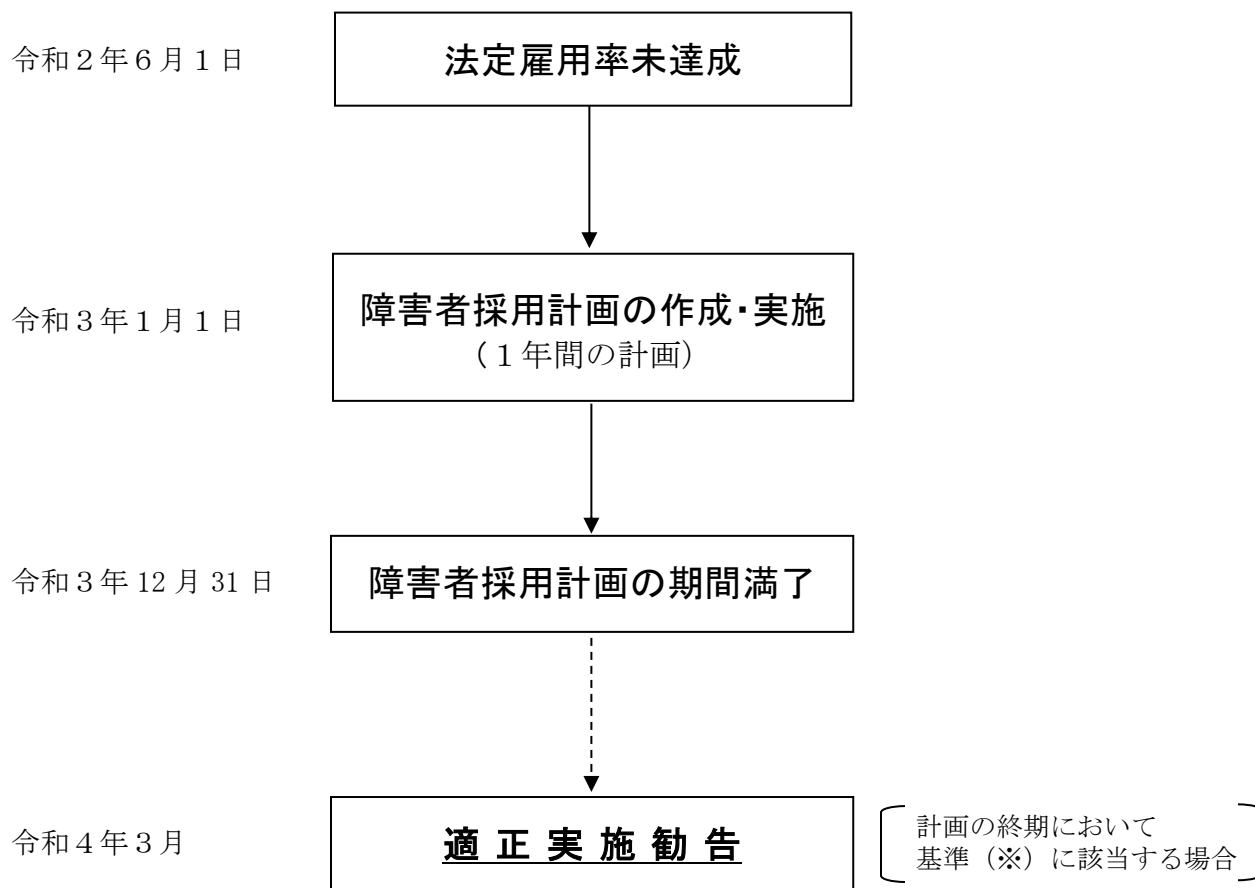 令和２年６月１日
法定雇用率未達成
令和３年１月１日
障害者採用計画の作成・実施
（１年間の計画）
令和３年 12 月 31 日
障害者採用計画の期間満了
令和４年３月
適 正 実 施 勧 告
計画の終期において
基準（※）に該当する場合